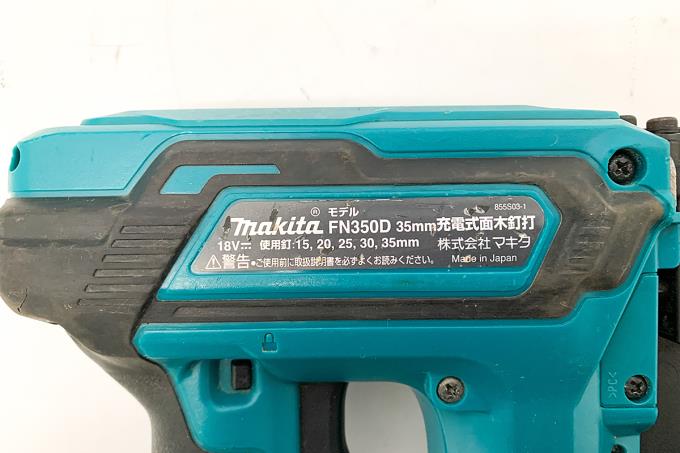 855S03-1
モデル
makita® FN350D 35mm充電式面木釘打
18V⎓ 使用釘:15, 20, 25, 30, 35mm 株式会社マキタ
⚠警告•ご使用前に取扱説明書を必ずよくお読みください。 Made in Japan
>PC<